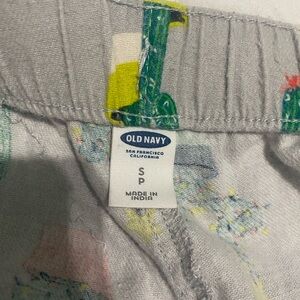 OLD NAVY
SAN FRANCISCO
CALIFORNIA
S
P
MADE IN
INDIA